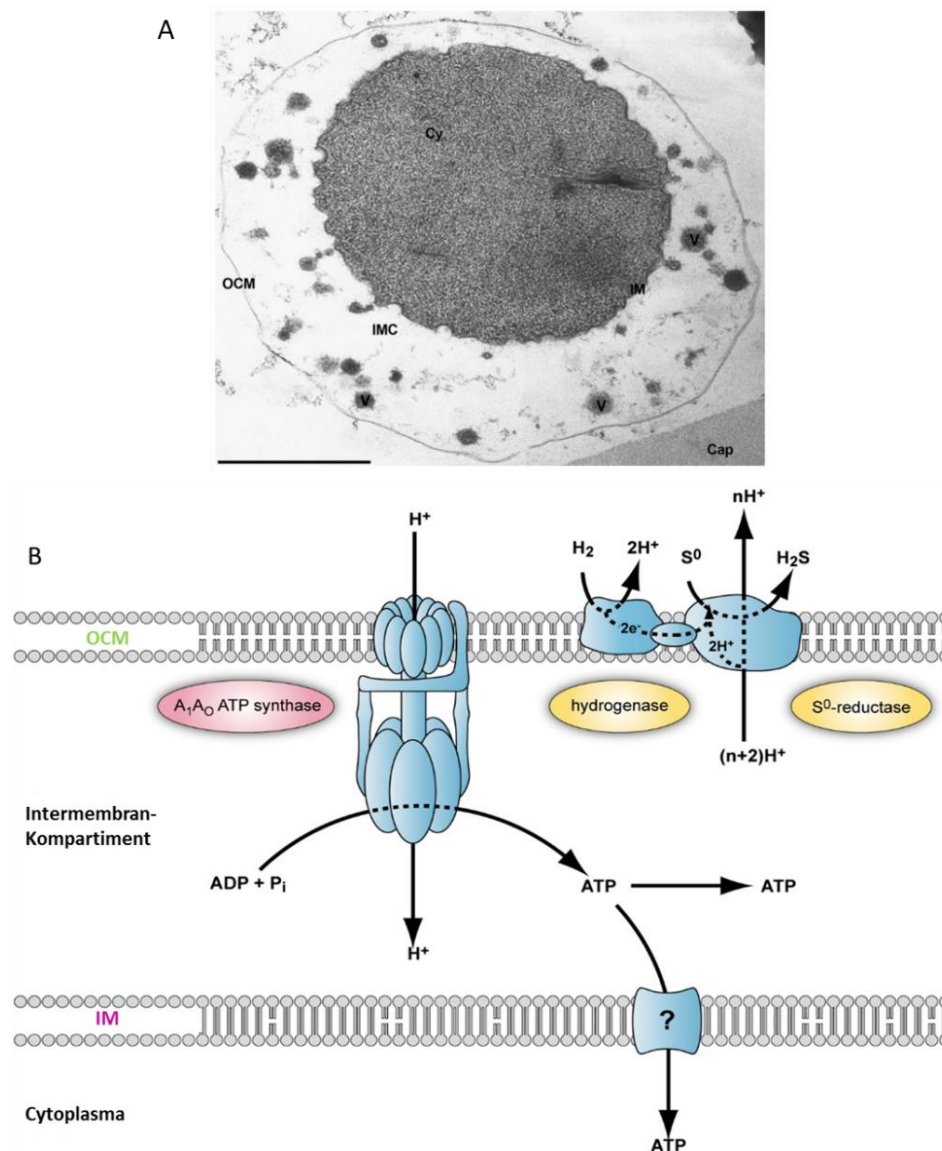 A
Cy
V
OCM
IM
IMC
V
V
Cap
B
H⁺
nH⁺
H₂
2H⁺
S⁰
H₂S
OCM
2e⁻
2H⁺
A₁A₀ ATP synthase
hydrogenase
S⁰-reductase
(n+2)H⁺
Intermembran-
Kompartiment
ADP + Pᵢ
ATP
ATP
H⁺
IM
?
Cytoplasma
ATP